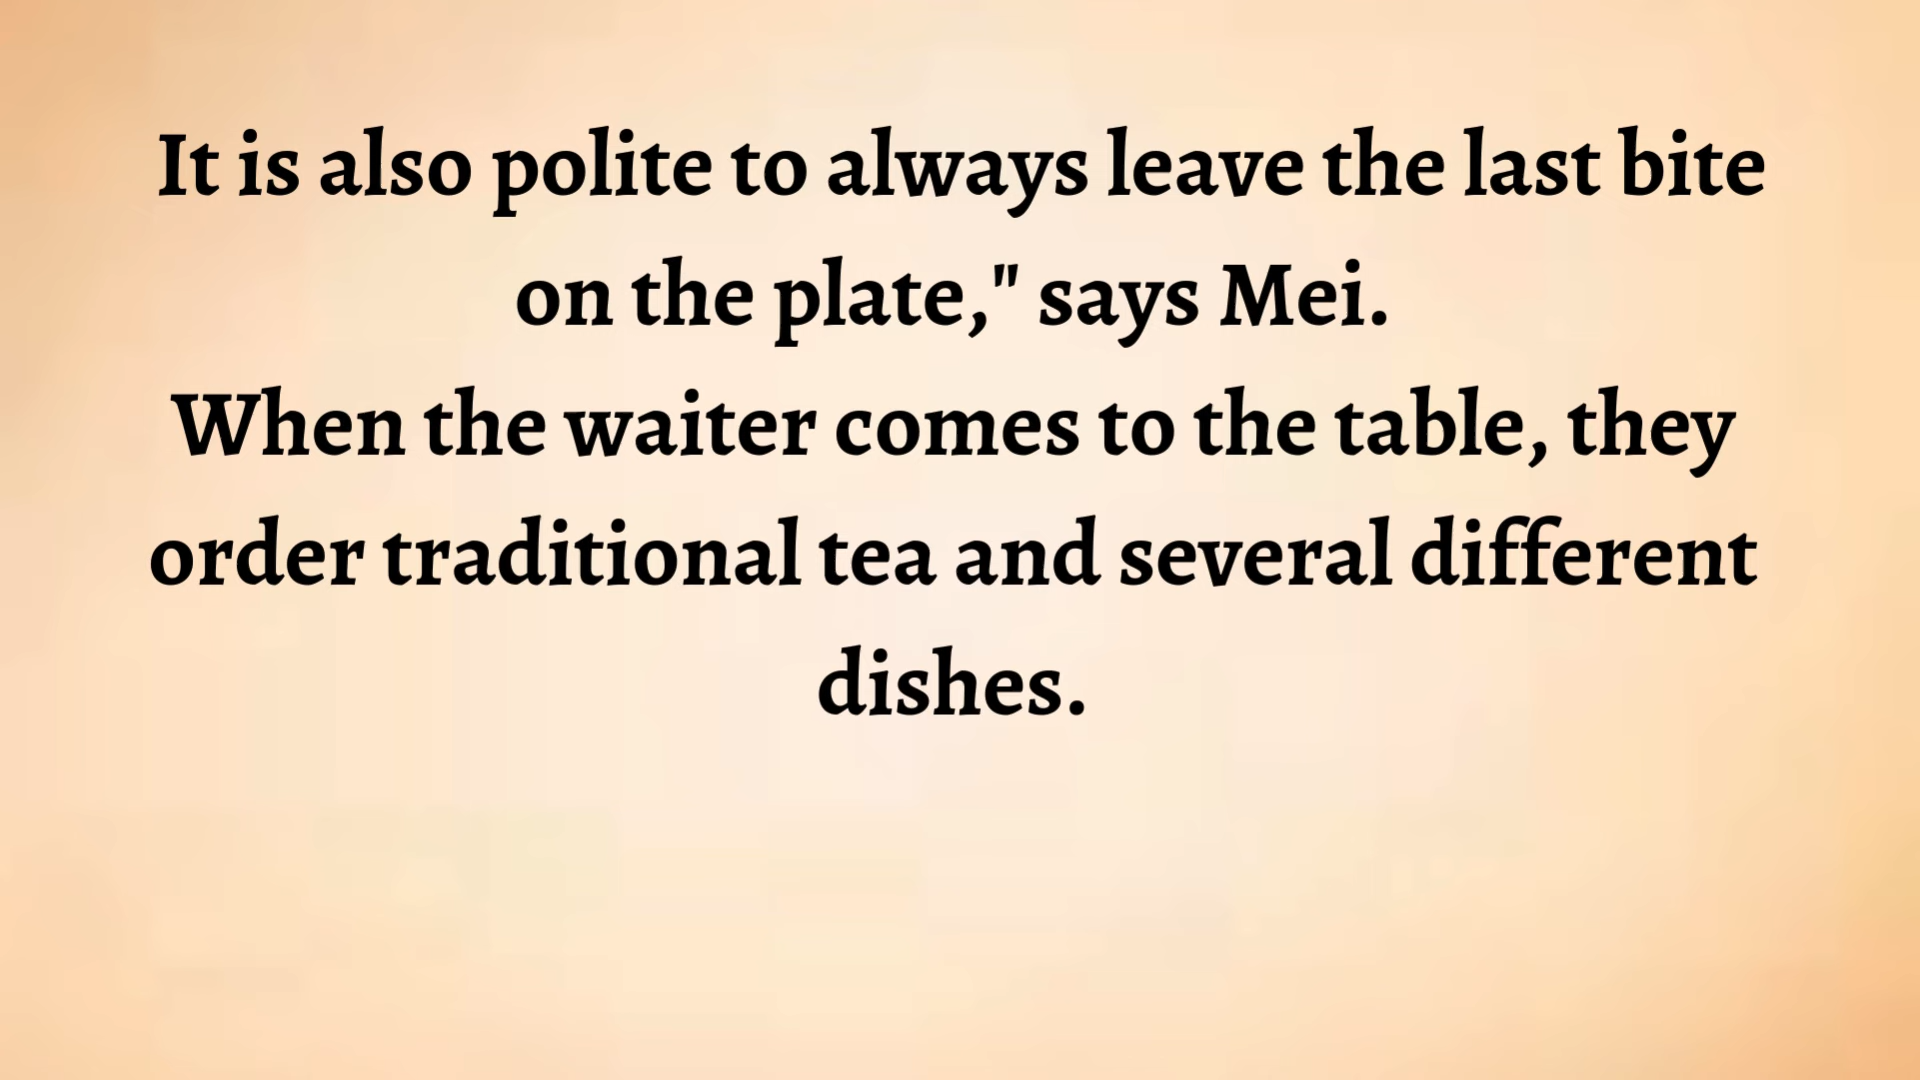 It is also polite to always leave the last bite
on the plate," says Mei.
When the waiter comes to the table, they
order traditional tea and several different
dishes.